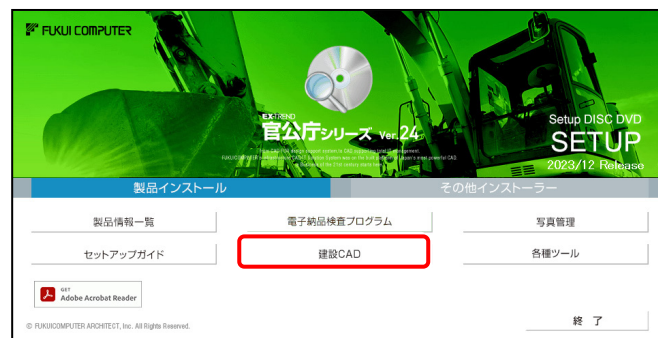 FUKUI COMPUTER
EX-TREND
官公庁シリーズ Ver.24
Setup DISC DVD
SETUP
2023/12 Release
製品インストール
その他インストーラー
製品情報一覧
電子納品検査プログラム
写真管理
セットアップガイド
建設CAD
各種ツール
GET
Adobe Acrobat Reader
© FUKUICOMPUTER ARCHITECT, Inc. All Rights Reserved.
終 了